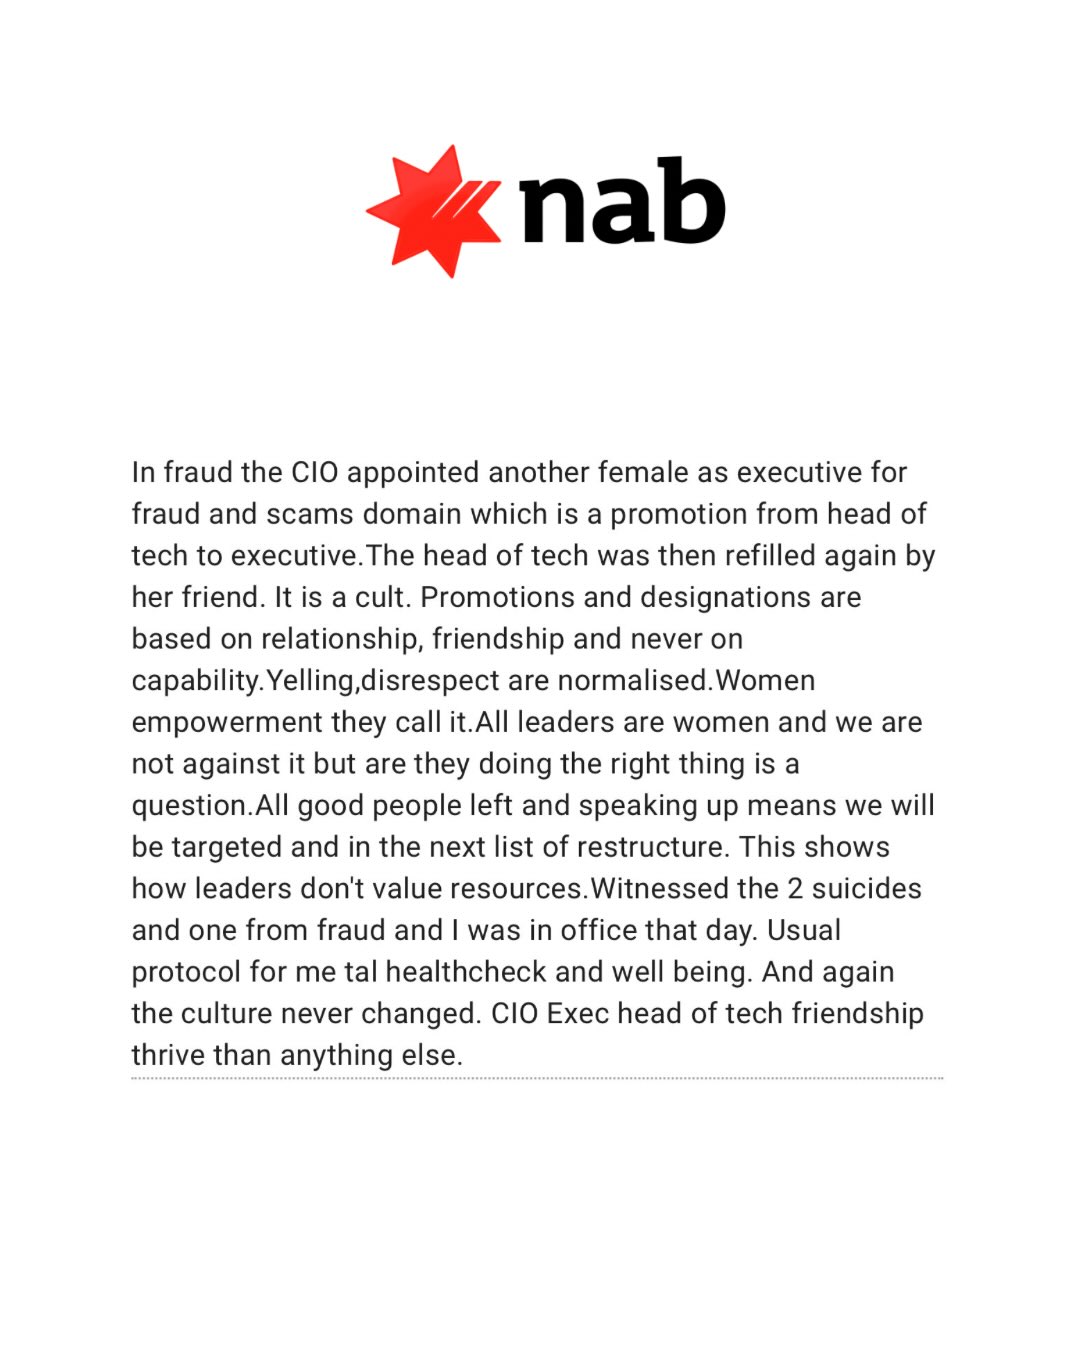 nab
In fraud the CIO appointed another female as executive for
fraud and scams domain which is a promotion from head of
tech to executive.The head of tech was then refilled again by
her friend. It is a cult. Promotions and designations are
based on relationship, friendship and never on
capability.Yelling,disrespect are normalised.Women
empowerment they call it.All leaders are women and we are
not against it but are they doing the right thing is a
question.All good people left and speaking up means we will
be targeted and in the next list of restructure. This shows
how leaders don't value resources.Witnessed the 2 suicides
and one from fraud and I was in office that day. Usual
protocol for me tal healthcheck and well being. And again
the culture never changed. CIO Exec head of tech friendship
thrive than anything else.